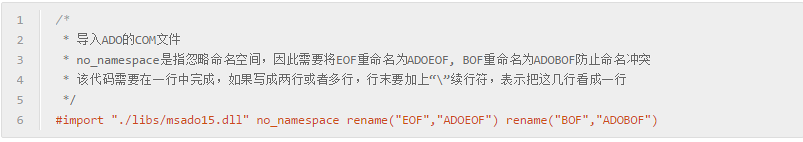 1 /*
2  * 导入ADO的COM文件
3  * no_namespace是指忽略命名空间，因此需要将EOF重命名为ADOEOF, BOF重命名为ADOBOF防止命名冲突
4  * 该代码需要在一行中完成，如果写成两行或者多行，行末要加上“\”续行符，表示把这几行看成一行
5  */
6 #import "./libs/msado15.dll" no_namespace rename("EOF","ADOEOF") rename("BOF","ADOBOF")